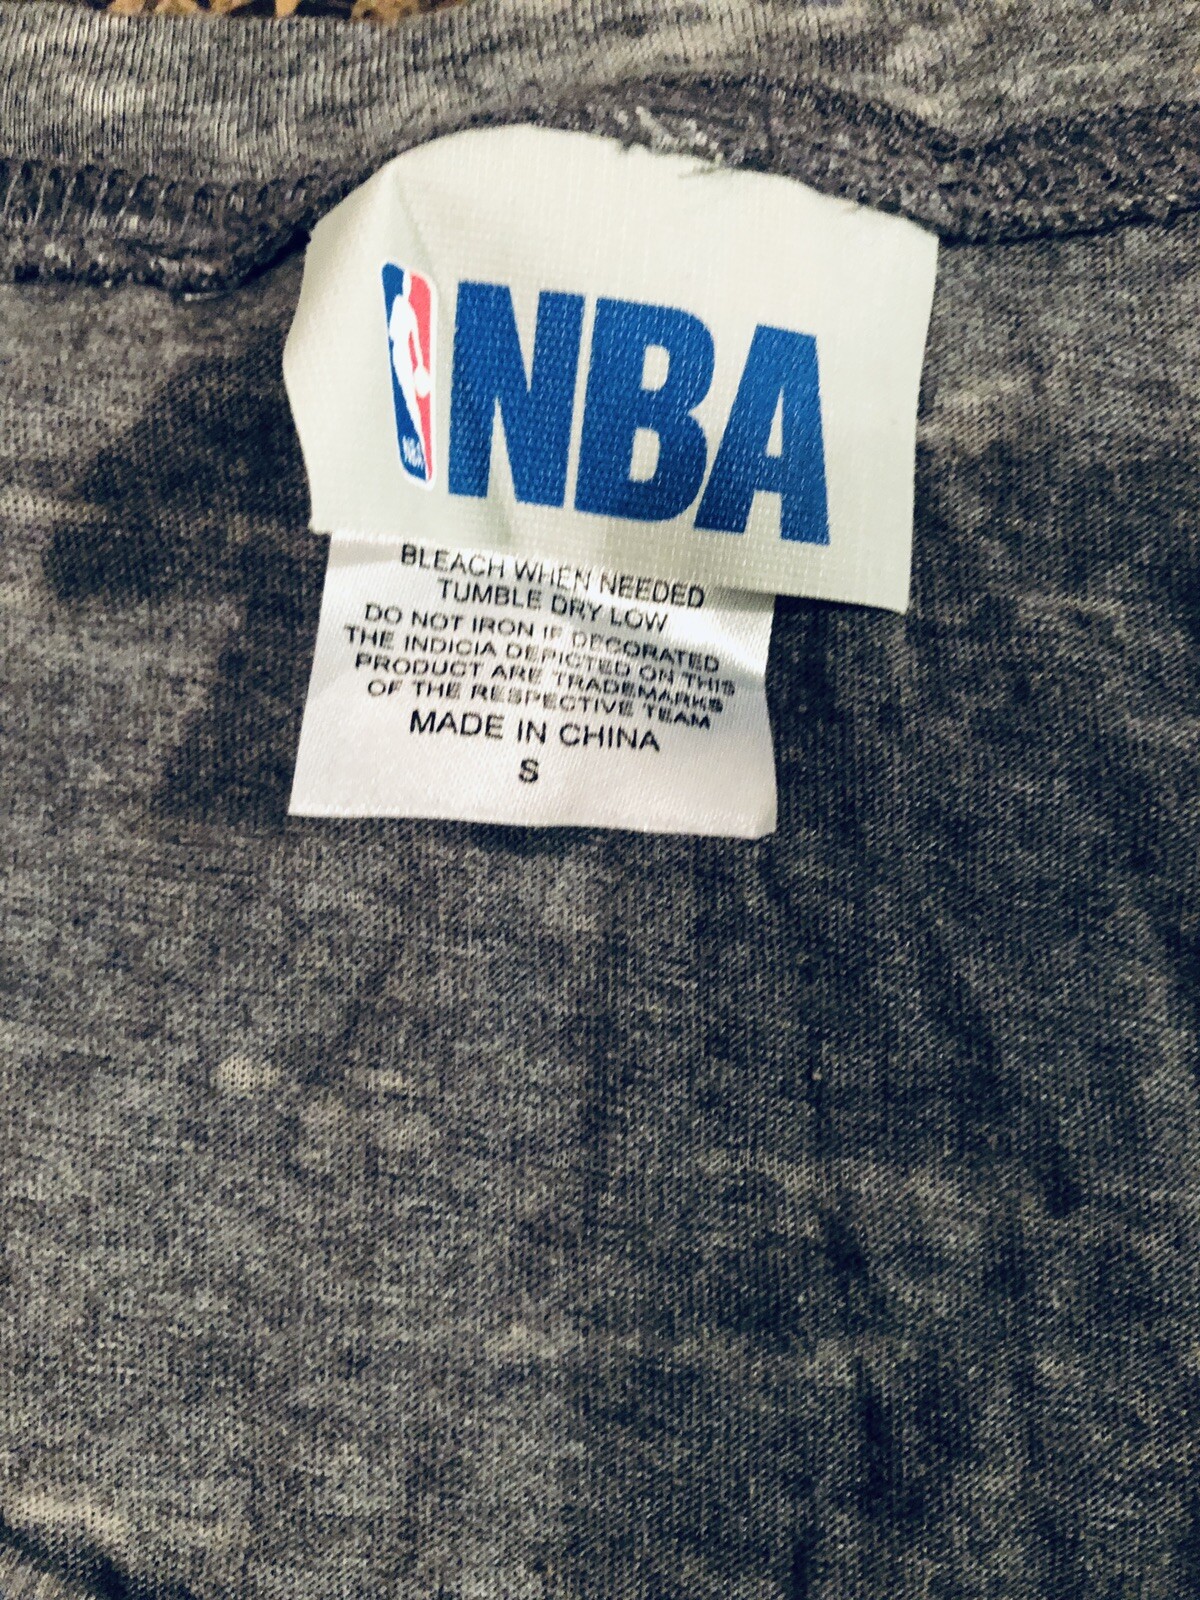 NBA
NBA
BLEACH WHEN NEEDED
TUMBLE DRY LOW
DO NOT IRON IF DECORATED
THE INDICIA DEPICTED ON THIS
PRODUCT ARE TRADEMARKS
OF THE RESPECTIVE TEAM
MADE IN CHINA
S